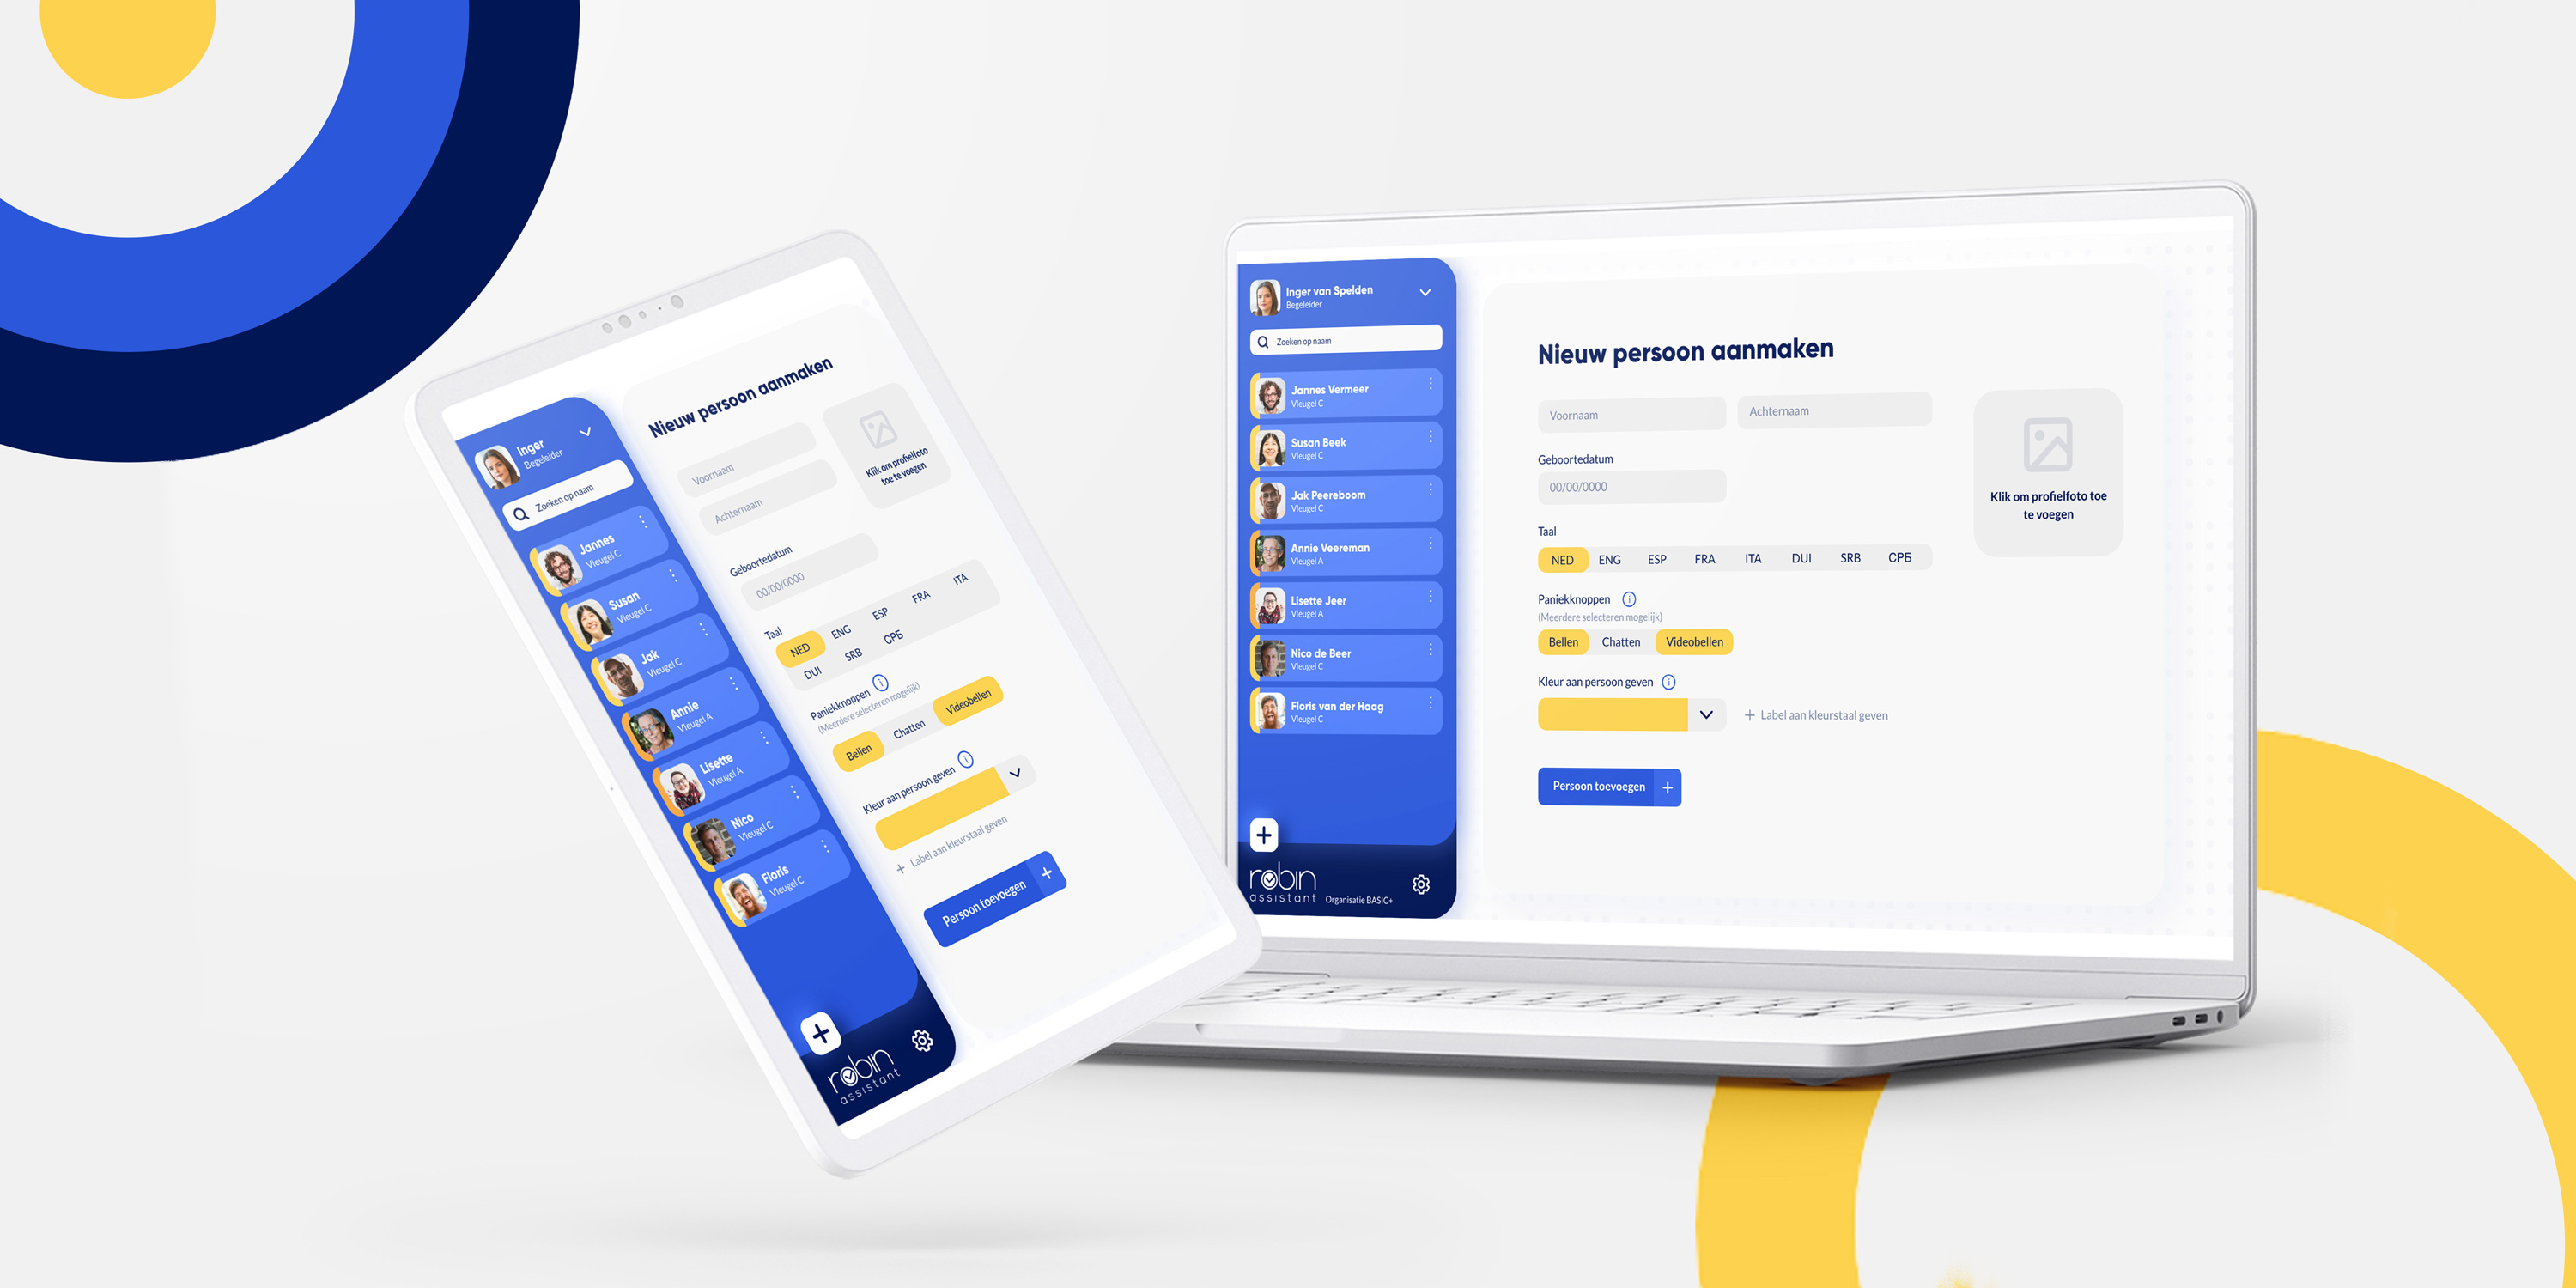 Inger
Begeleider
Zoeken op naam
Jannes
Vleugel C
Susan
Vleugel C
Jak
Vleugel C
Annie
Vleugel A
Lisette
Vleugel A
Nico
Vleugel C
Floris
Vleugel C
robin
assistant
Nieuw persoon aanmaken
Voornaam
Achternaam
Klik om profielfoto
toe te voegen
Geboortedatum
00/00/0000
Taal
NED ENG ESP FRA ITA
DUI SRB СРБ
Paniekknoppen
(Meerdere selecteren mogelijk)
Bellen Chatten Videobellen
Kleur aan persoon geven
+ Label aan kleurstaal geven
Persoon toevoegen +
Inger van Spelden
Begeleider
Zoeken op naam
Jannes Vermeer
Vleugel C
Susan Beek
Vleugel C
Jak Peereboom
Vleugel C
Annie Veereman
Vleugel A
Lisette Jeer
Vleugel A
Nico de Beer
Vleugel C
Floris van der Haag
Vleugel C
robin
assistant Organisatie BASIC+
Nieuw persoon aanmaken
Voornaam Achternaam
Geboortedatum
00/00/0000
Klik om profielfoto toe
te voegen
Taal
NED ENG ESP FRA ITA DUI SRB СРБ
Paniekknoppen
(Meerdere selecteren mogelijk)
Bellen Chatten Videobellen
Kleur aan persoon geven
+ Label aan kleurstaal geven
Persoon toevoegen +